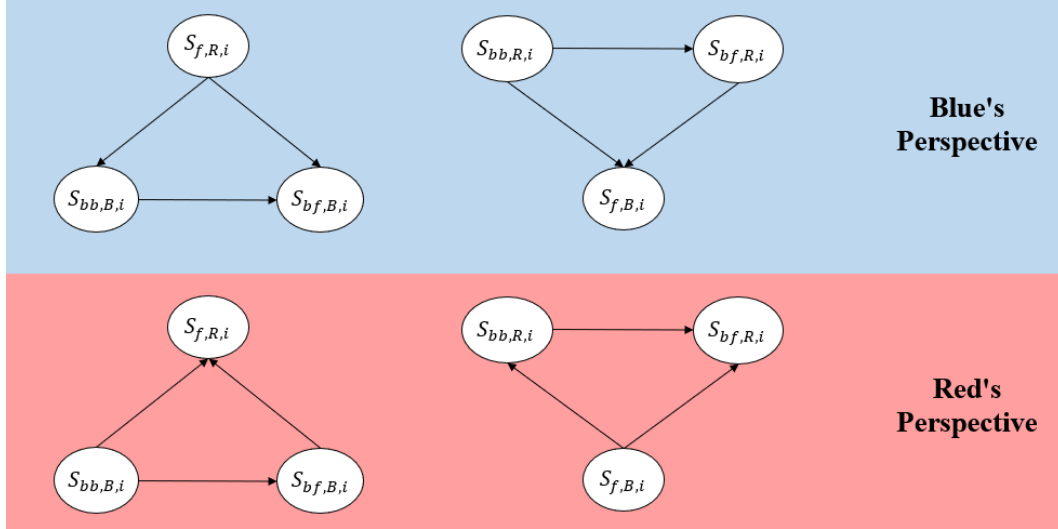 S_{f,R,i}
S_{bb,R,i}
S_{bf,R,i}
S_{bb,B,i}
S_{bf,B,i}
S_{f,B,i}
Blue's
Perspective
S_{f,R,i}
S_{bb,R,i}
S_{bf,R,i}
S_{bb,B,i}
S_{bf,B,i}
S_{f,B,i}
Red's
Perspective